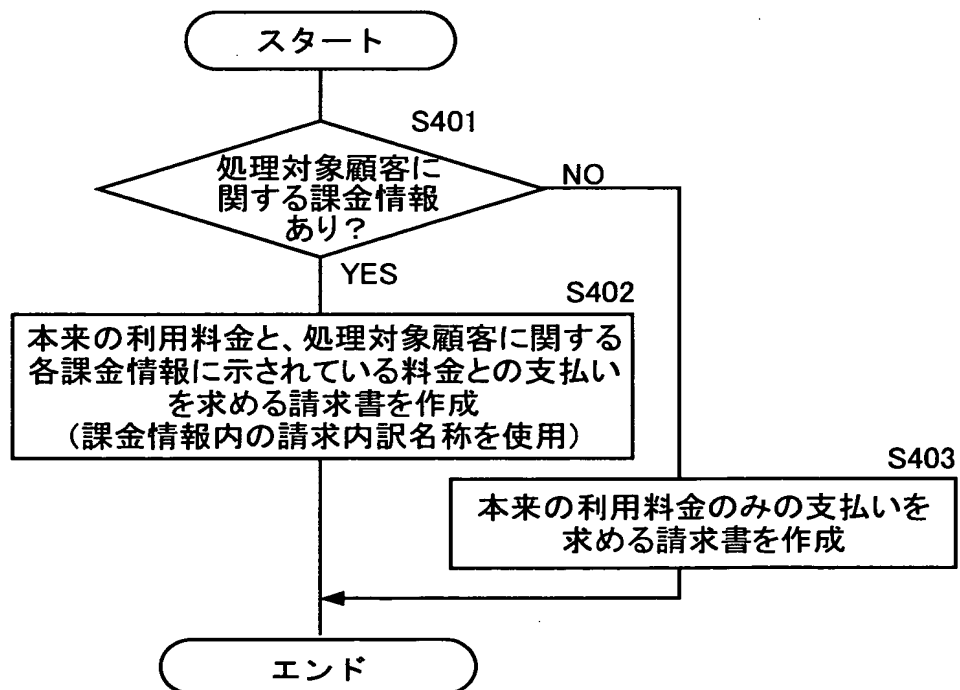 スタート
S401
処理対象顧客に
関する課金情報
あり？
NO
YES
S402
本来の利用料金と、処理対象顧客に関する
各課金情報に示されている料金との支払い
を求める請求書を作成
（課金情報内の請求内訳名称を使用）
S403
本来の利用料金のみの支払いを
求める請求書を作成
エンド